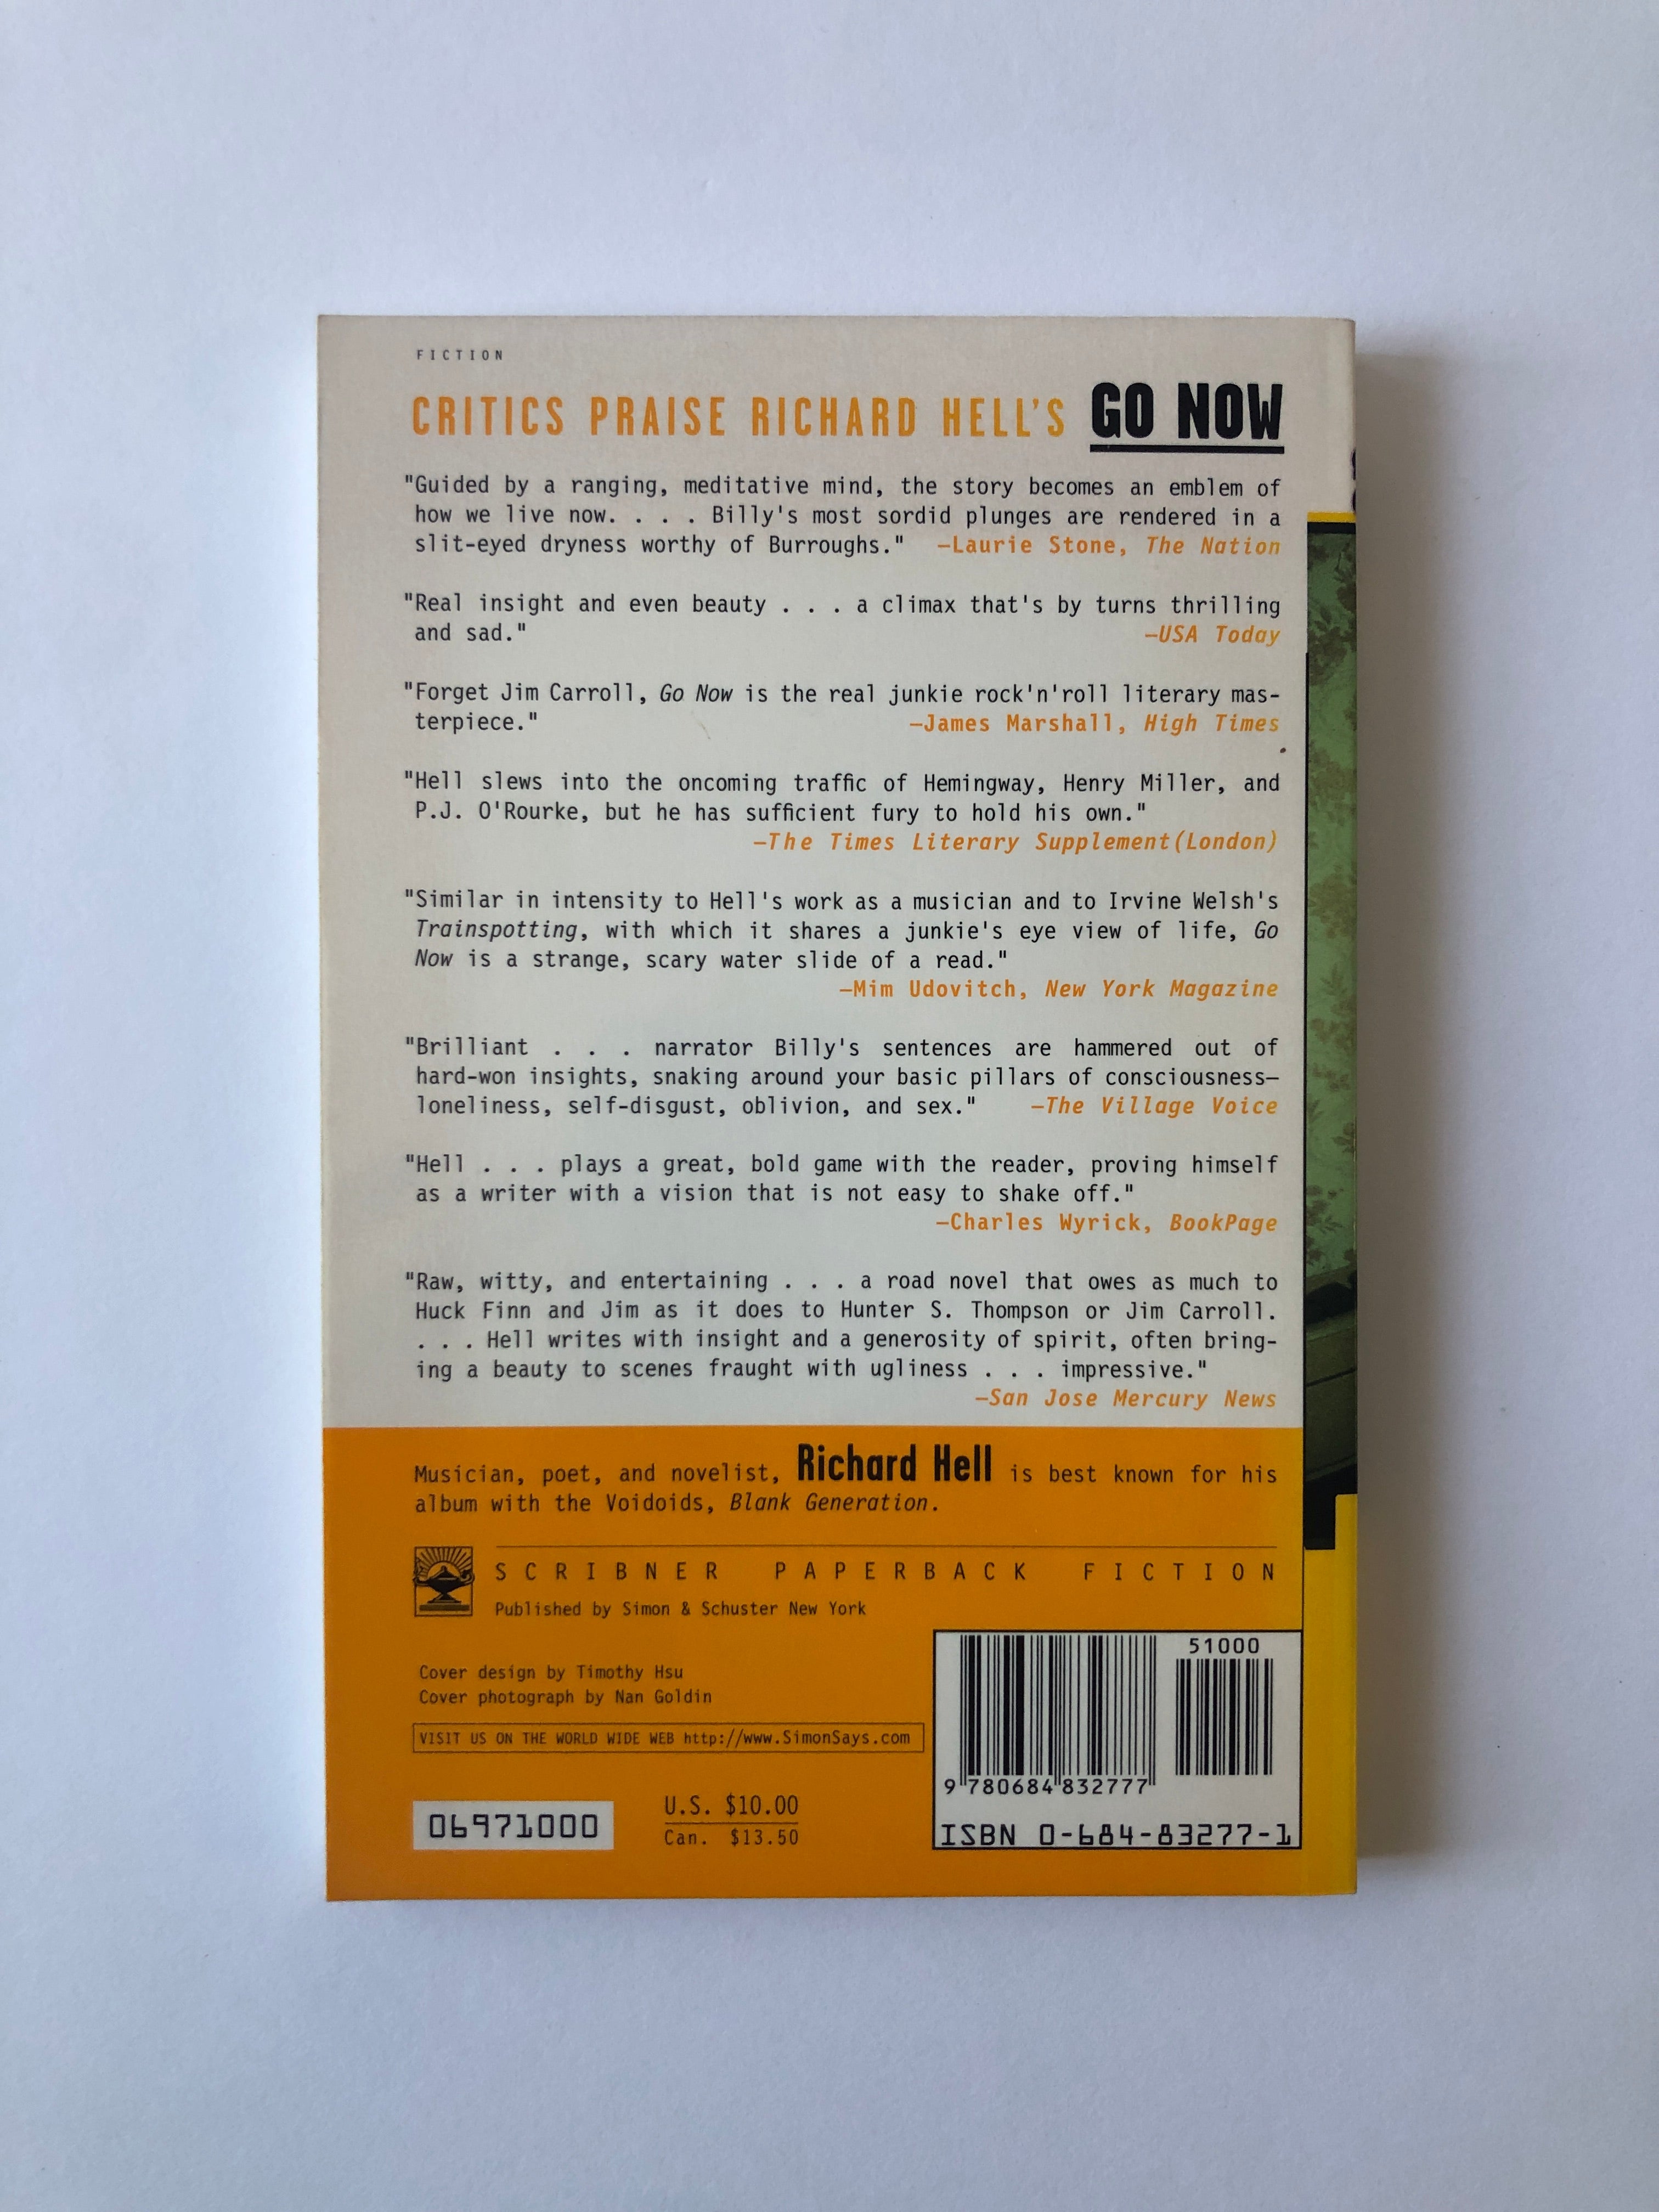 FICTION
CRITICS PRAISE RICHARD HELL'S GO NOW
"Guided by a ranging, meditative mind, the story becomes an emblem of
how we live now. . . . Billy's most sordid plunges are rendered in a
slit-eyed dryness worthy of Burroughs." —Laurie Stone, The Nation
"Real insight and even beauty . . . a climax that's by turns thrilling
and sad." —USA Today
"Forget Jim Carroll, Go Now is the real junkie rock'n'roll literary mas-
terpiece." —James Marshall, High Times
"Hell slews into the oncoming traffic of Hemingway, Henry Miller, and
P.J. O'Rourke, but he has sufficient fury to hold his own."
—The Times Literary Supplement(London)
"Similar in intensity to Hell's work as a musician and to Irvine Welsh's
Trainspotting, with which it shares a junkie's eye view of life, Go
Now is a strange, scary water slide of a read."
—Mim Udovitch, New York Magazine
"Brilliant . . . narrator Billy's sentences are hammered out of
hard-won insights, snaking around your basic pillars of consciousness—
loneliness, self-disgust, oblivion, and sex." —The Village Voice
"Hell . . . plays a great, bold game with the reader, proving himself
as a writer with a vision that is not easy to shake off."
—Charles Wyrick, BookPage
"Raw, witty, and entertaining . . . a road novel that owes as much to
Huck Finn and Jim as it does to Hunter S. Thompson or Jim Carroll.
. . . Hell writes with insight and a generosity of spirit, often bring-
ing a beauty to scenes fraught with ugliness . . . impressive."
—San Jose Mercury News
Musician, poet, and novelist, Richard Hell is best known for his
album with the Voidoids, Blank Generation.
SCRIBNER PAPERBACK FICTION
Published by Simon & Schuster New York
Cover design by Timothy Hsu
Cover photograph by Nan Goldin
VISIT US ON THE WORLD WIDE WEB http://www.SimonSays.com
06971000
U.S. $10.00
Can. $13.50
51000
9 780684 832777
ISBN 0-684-83277-1